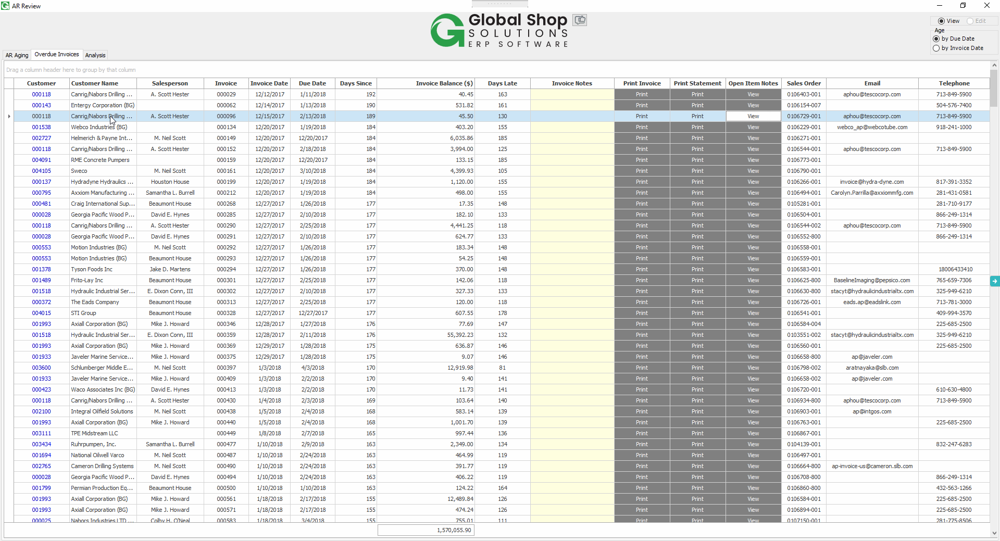 AR Review
Global Shop
SOLUTIONS
ERP SOFTWARE
View Edit
Age
by Due Date
by Invoice Date
AR Aging Overdue Invoices Analysis
Drag a column header here to group by that column
Customer Customer Name Salesperson Invoice Invoice Date Due Date Days Since Invoice Balance ($) Days Late Invoice Notes Print Invoice Print Statement Open Item Notes Sales Order Email Telephone
000118 Canrig/Nabors Drilling ... A. Scott Hester 000029 12/12/2017 1/11/2018 192 40.45 163 Print Print View 0106403-001 aphou@tescocorp.com 713-849-5900
000143 Entergy Corporation (BG) 000062 12/14/2017 1/13/2018 190 531.82 161 Print Print View 0106154-007 504-576-7400
000118 Canrig/Nabors Drilling ... A. Scott Hester 000096 12/15/2017 2/13/2018 189 45.50 130 Print Print View 0106729-001 aphou@tescocorp.com 713-849-5900
001538 Webco Industries (BG) 000134 12/20/2017 1/19/2018 184 403.20 155 Print Print View 0106229-001 webco_ap@webcotube.com 918-241-1000
002727 Helmerich & Payne Int... M. Neil Scott 000149 12/20/2017 12/20/2017 184 6,035.86 185 Print Print View 0106271-001
000118 Canrig/Nabors Drilling ... A. Scott Hester 000152 12/20/2017 2/18/2018 184 3,994.00 125 Print Print View 0106544-001 aphou@tescocorp.com 713-849-5900
004091 RME Concrete Pumpers 000159 12/20/2017 12/20/2017 184 133.15 185 Print Print View 0106773-001
004105 Sweco M. Neil Scott 000161 12/20/2017 3/10/2018 184 4,399.93 105 Print Print View 0106790-001
000137 Hydradyne Hydraulics ... Houston House 000199 12/20/2017 1/19/2018 184 1,120.00 155 Print Print View 0106266-001 invoice@hydra-dyne.com 817-391-3352
000795 Axxiom Manufacturing ... Samantha L. Burrell 000212 12/20/2017 1/19/2018 184 498.00 155 Print Print View 0106494-001 Carolyn.Parrilla@axxiommfg.com 281-431-0581
000481 Craig International Sup... Beaumont House 000268 12/27/2017 1/26/2018 177 17.35 148 Print Print View 0105281-001 281-710-9177
000028 Georgia Pacific Wood P... David E. Hynes 000285 12/27/2017 2/10/2018 177 182.10 133 Print Print View 0106504-001 866-249-1314
000118 Canrig/Nabors Drilling ... A. Scott Hester 000290 12/27/2017 2/25/2018 177 4,441.25 118 Print Print View 0106544-002 aphou@tescocorp.com 713-849-5900
000028 Georgia Pacific Wood P... David E. Hynes 000291 12/27/2017 2/10/2018 177 624.77 133 Print Print View 0106552-800 866-249-1314
000553 Motion Industries (BG) M. Neil Scott 000292 12/27/2017 1/26/2018 177 183.34 148 Print Print View 0106558-001
000553 Motion Industries (BG) Beaumont House 000293 12/27/2017 1/26/2018 177 54.25 148 Print Print View 0106559-001
001378 Tyson Foods Inc Jake D. Martens 000294 12/27/2017 1/26/2018 177 370.00 148 Print Print View 0106583-001 18006433410
001489 Frito-Lay Inc Beaumont House 000301 12/27/2017 2/25/2018 177 142.06 118 Print Print View 0106625-800 BaselineImaging@pepsico.com 765-659-7306
001518 Hydraulic Industrial Ser... E. Dixon Conn, III 000302 12/27/2017 2/10/2018 177 327.33 133 Print Print View 0106630-800 stacyt@hydraulicindustrialtx.com 325-949-6210
000372 The Eads Company Beaumont House 000313 12/27/2017 2/25/2018 177 120.00 118 Print Print View 0106726-001 eads.ap@eadslink.com 713-781-3000
004015 STI Group Beaumont House 000328 12/27/2017 12/27/2017 177 607.55 178 Print Print View 0106541-001 409-994-3570
001993 Axiall Corporation (BG) Mike J. Howard 000346 12/28/2017 1/27/2018 176 77.69 147 Print Print View 0106584-004 225-685-2500
001518 Hydraulic Industrial Ser... E. Dixon Conn, III 000359 12/28/2017 2/11/2018 176 55,392.23 132 Print Print View 0103551-002 stacyt@hydraulicindustrialtx.com 325-949-6210
001993 Axiall Corporation (BG) Mike J. Howard 000369 12/29/2017 1/28/2018 175 636.87 146 Print Print View 0106560-001 225-685-2500
001933 Javeler Marine Service... Mike J. Howard 000375 12/29/2017 1/28/2018 175 9.07 146 Print Print View 0106658-800 ap@javeler.com
003600 Schlumberger Middle E... M. Neil Scott 000397 1/3/2018 4/3/2018 170 12,919.98 81 Print Print View 0106798-002 aratnayaka@slb.com
001933 Javeler Marine Service... Mike J. Howard 000409 1/3/2018 2/2/2018 170 9.40 141 Print Print View 0106658-002 ap@javeler.com
000423 Waco Associates Inc (BG) David E. Hynes 000413 1/3/2018 2/2/2018 170 11.73 141 Print Print View 0106720-001 610-630-4800
000118 Canrig/Nabors Drilling ... A. Scott Hester 000430 1/4/2018 2/3/2018 169 103.64 140 Print Print View 0106934-800 aphou@tescocorp.com 713-849-5900
002100 Integral Oilfield Solutions M. Neil Scott 000438 1/5/2018 2/4/2018 168 583.14 139 Print Print View 0106903-001 ap@intgos.com
001993 Axiall Corporation (BG) Mike J. Howard 000440 1/5/2018 2/4/2018 168 1,001.70 139 Print Print View 0106763-001 225-685-2500
003111 TPE Midstream LLC 000449 1/8/2018 2/7/2018 165 997.44 136 Print Print View 0106867-001
003434 Ruhrpumpen, Inc. Samantha L. Burrell 000477 1/10/2018 2/9/2018 163 2,349.00 134 Print Print View 0104139-001 832-247-6283
001694 National Oilwell Varco M. Neil Scott 000487 1/10/2018 2/24/2018 163 464.99 119 Print Print View 0106497-001
002765 Cameron Drilling Systems M. Neil Scott 000490 1/10/2018 2/24/2018 163 391.77 119 Print Print View 0106664-800 ap-invoice-us@cameron.slb.com
000028 Georgia Pacific Wood P... David E. Hynes 000494 1/10/2018 2/24/2018 163 406.22 119 Print Print View 0106708-800 866-249-1314
001799 Permian Production Eq... Beaumont House 000500 1/10/2018 1/10/2018 163 124.22 164 Print Print View 0106860-800 432-563-1266
001993 Axiall Corporation (BG) Mike J. Howard 000561 1/18/2018 2/17/2018 155 12,489.84 126 Print Print View 0106584-001 225-685-2500
001993 Axiall Corporation (BG) Mike J. Howard 000571 1/18/2018 2/17/2018 155 474.24 126 Print Print View 0106894-001 225-685-2500
000025 Nabors Industries LTD ... Colby H. O'Neal 000583 1/18/2018 3/4/2018 155 755.01 111 Print Print View 0107150-001 281-775-8506
1,570,055.90